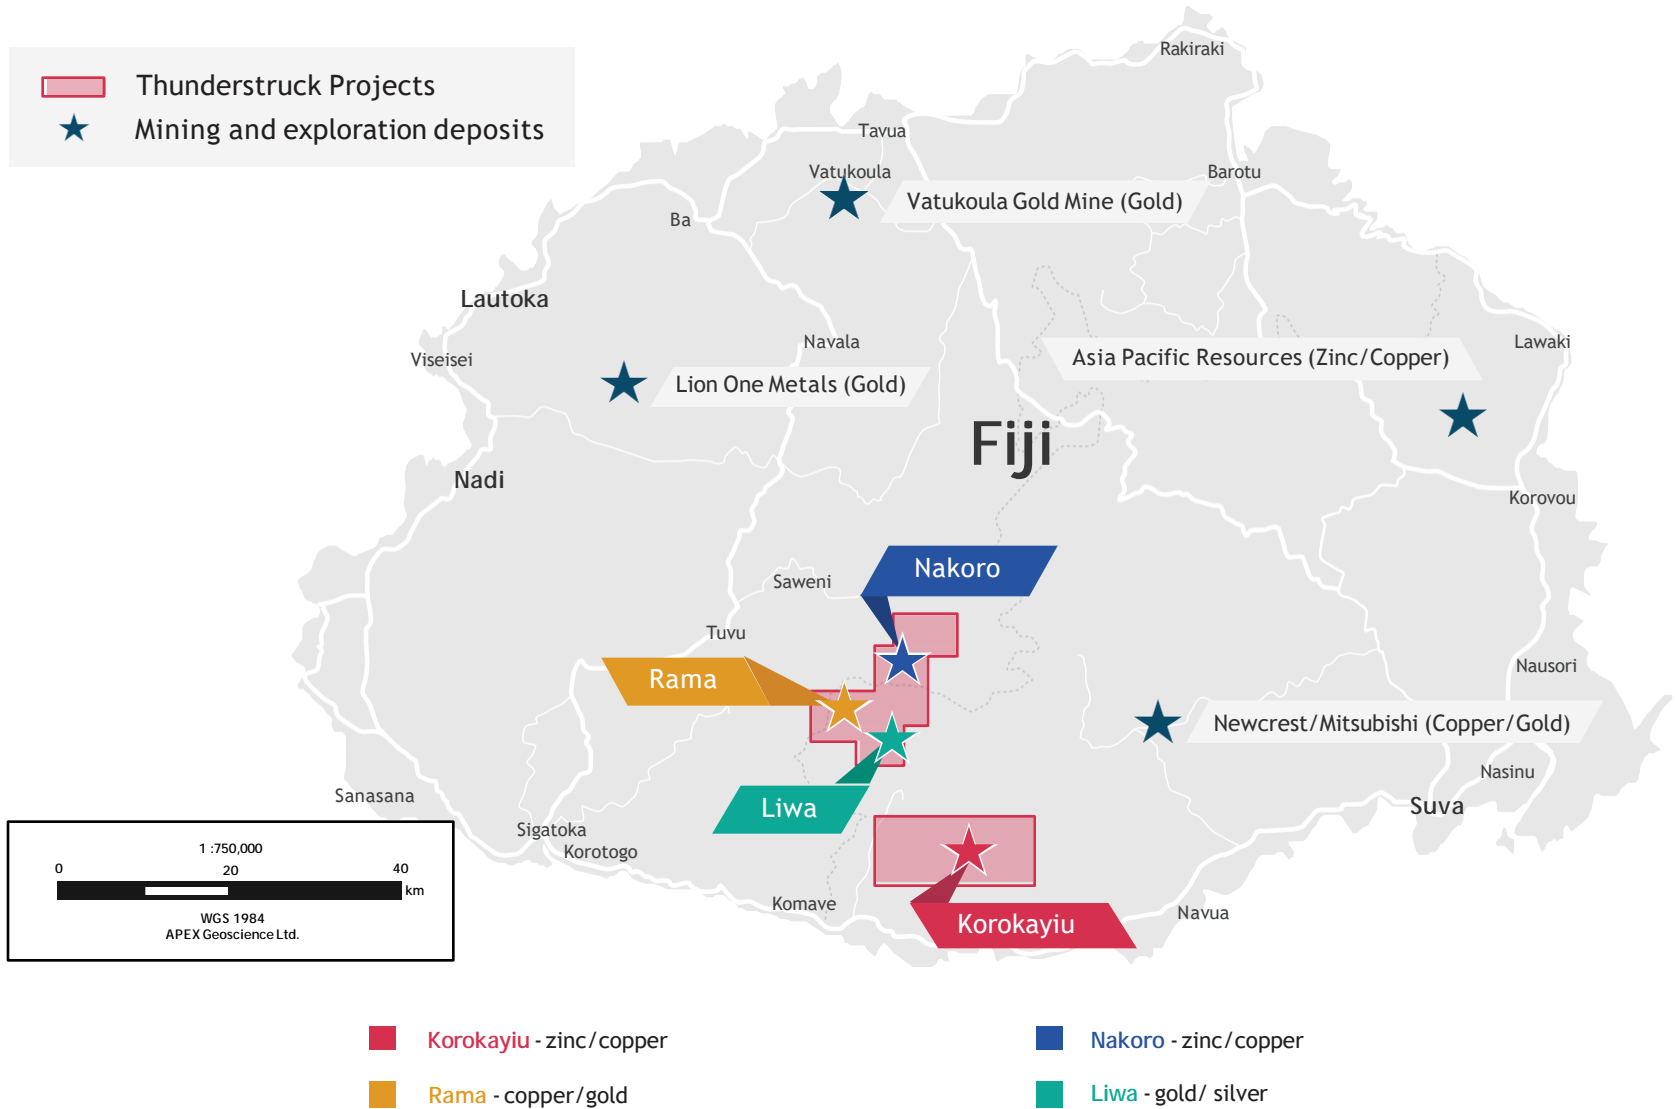 Rakiraki
Thunderstruck Projects
Mining and exploration deposits
Tavua
Vatukoula
Barotu
Vatukoula Gold Mine (Gold)
Ba
Lautoka
Navala
Lawaki
Viseisei
Asia Pacific Resources (Zinc/Copper)
Lion One Metals (Gold)
Fiji
Nadi
Korovou
Nakoro
Saweni
Tuvu
Nausori
Rama
Newcrest/Mitsubishi (Copper/Gold)
Nasinu
Sanasana
Liwa
Suva
Sigatoka
Korotogo
1 :750,000
0 20 40
km
WGS 1984
APEX Geoscience Ltd.
Komave
Navua
Korokayiu
Korokayiu - zinc/copper
Nakoro - zinc/copper
Rama - copper/gold
Liwa - gold/ silver